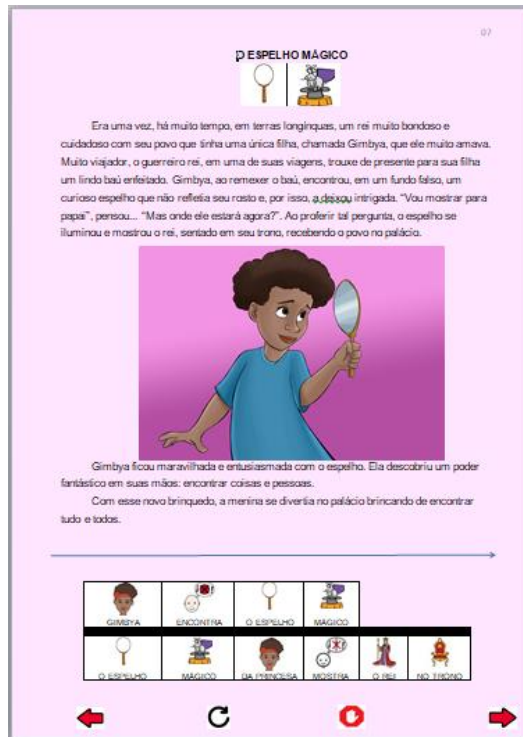 07
O ESPELHO MÁGICO
Era uma vez, há muito tempo, em terras longínquas, um rei muito bondoso e
cuidadoso com seu povo que tinha uma única filha, chamada Gimbya, que ele muito amava.
Muito viajador, o guerreiro rei, em uma de suas viagens, trouxe de presente para sua filha
um lindo baú enfeitado. Gimbya, ao remexer o baú, encontrou, em um fundo falso, um
curioso espelho que não refletia seu rosto e, por isso, a deixou intrigada. “Vou mostrar para
papai”, pensou... “Mas onde ele estará agora?”. Ao proferir tal pergunta, o espelho se
iluminou e mostrou o rei, sentado em seu trono, recebendo o povo no palácio.
Gimbya ficou maravilhada e entusiasmada com o espelho. Ela descobriu um poder
fantástico em suas mãos: encontrar coisas e pessoas.
Com esse novo brinquedo, a menina se divertia no palácio brincando de encontrar
tudo e todos.
GIMBYA ENCONTRA O ESPELHO MÁGICO
O ESPELHO MÁGICO DA PRINCESA MOSTRA O REI NO TRONO